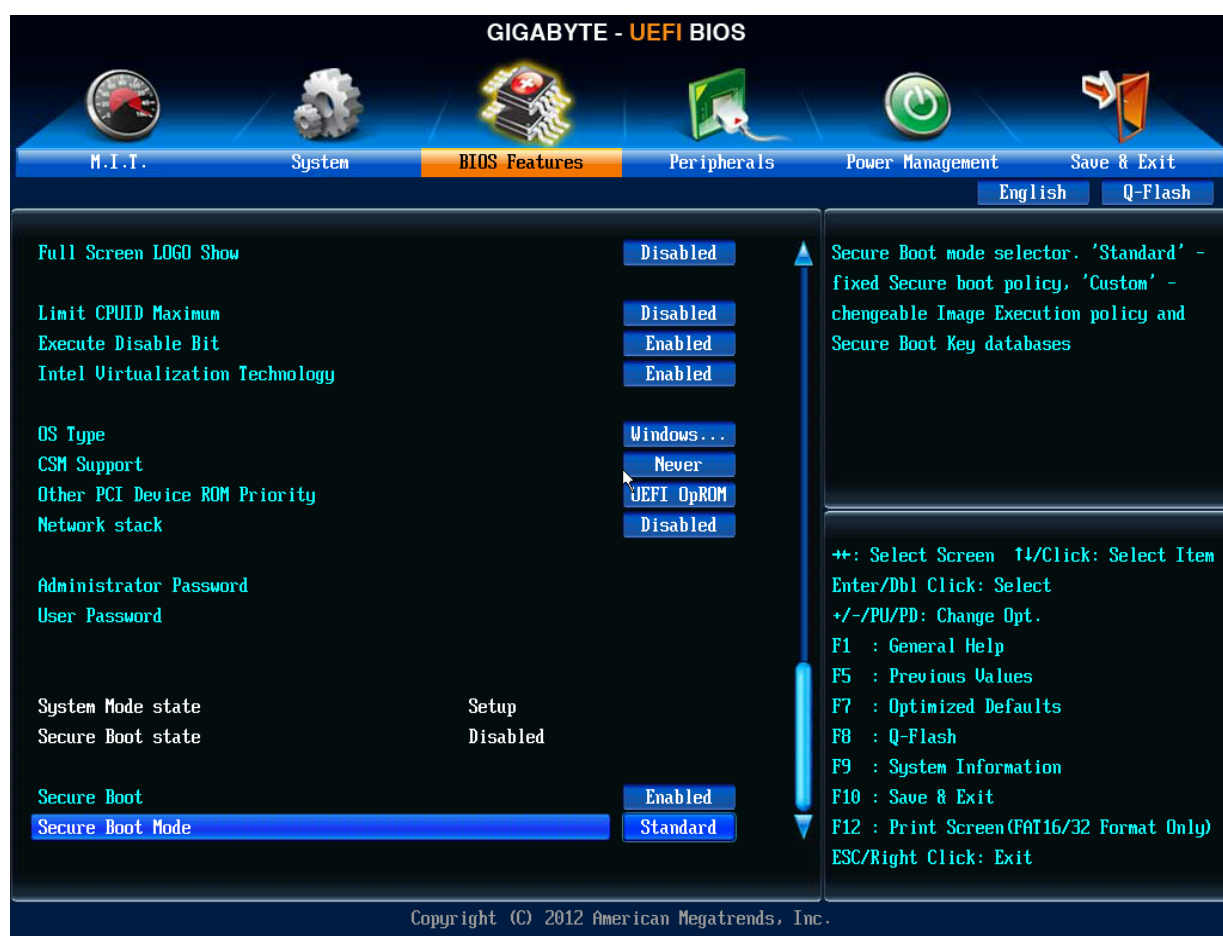 GIGABYTE - UEFI BIOS
M.I.T. System BIOS Features Peripherals Power Management Save & Exit
English Q-Flash
Full Screen LOGO Show Disabled
Limit CPUID Maximum Disabled
Execute Disable Bit Enabled
Intel Virtualization Technology Enabled
OS Type Windows...
CSM Support Never
Other PCI Device ROM Priority UEFI OpROM
Network stack Disabled
Administrator Password
User Password
System Mode state Setup
Secure Boot state Disabled
Secure Boot Enabled
Secure Boot Mode Standard
Secure Boot mode selector. 'Standard' -
fixed Secure boot policy, 'Custom' -
chengeable Image Execution policy and
Secure Boot Key databases
→←: Select Screen ↑↓/Click: Select Item
Enter/Dbl Click: Select
+/-/PU/PD: Change Opt.
F1 : General Help
F5 : Previous Values
F7 : Optimized Defaults
F8 : Q-Flash
F9 : System Information
F10 : Save & Exit
F12 : Print Screen(FAT16/32 Format Only)
ESC/Right Click: Exit
Copyright (C) 2012 American Megatrends, Inc.